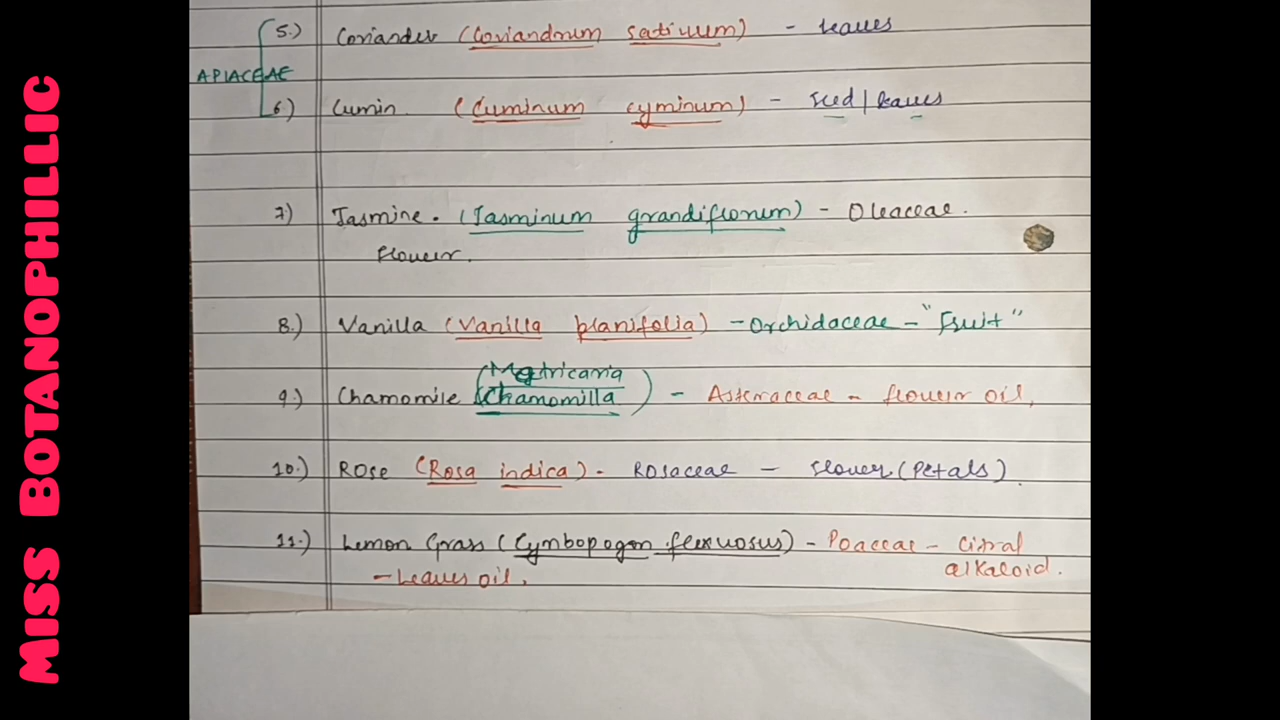 MISS BOTANOPHILLIC
5.) Coriander (Coriandrum sativum) - Leaves
APIACEAE
6.) Cumin (Cuminum cyminum) - Seed/leaves
7) Jasmine. (Jasminum grandiflorum) - Oleaceae.
Flower.
8.) Vanilla (Vanilla planifolia) - Orchidaceae - "Fruit"
9.) Chamomile (Matricaria
Chamomilla) - Asteraceae - flower oil,
10.) Rose (Rosa indica) - Rosaceae - flower (Petals).
11.) Lemon Grass (Cymbopogon flexuosus) - Poaceae - Citral
alkaloid.
- Leaves oil.